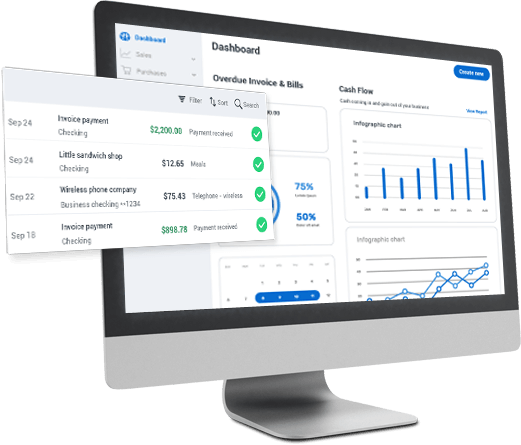 Dashboard
Sales
Purchases
Dashboard
Create new
Overdue Invoice & Bills
Cash Flow
Cash coming in and going out of your business
View Report
Infographic chart
Filter
Sort
Search
Sep 24
Invoice payment
Checking
$2,200.00
Payment received
Sep 24
Little sandwich shop
Checking
$12.65
Meals
Sep 22
Wireless phone company
Business checking **1234
$75.43
Telephone - wireless
Sep 18
Invoice payment
Checking
$898.78
Payment received
75%
50%
Infographic chart